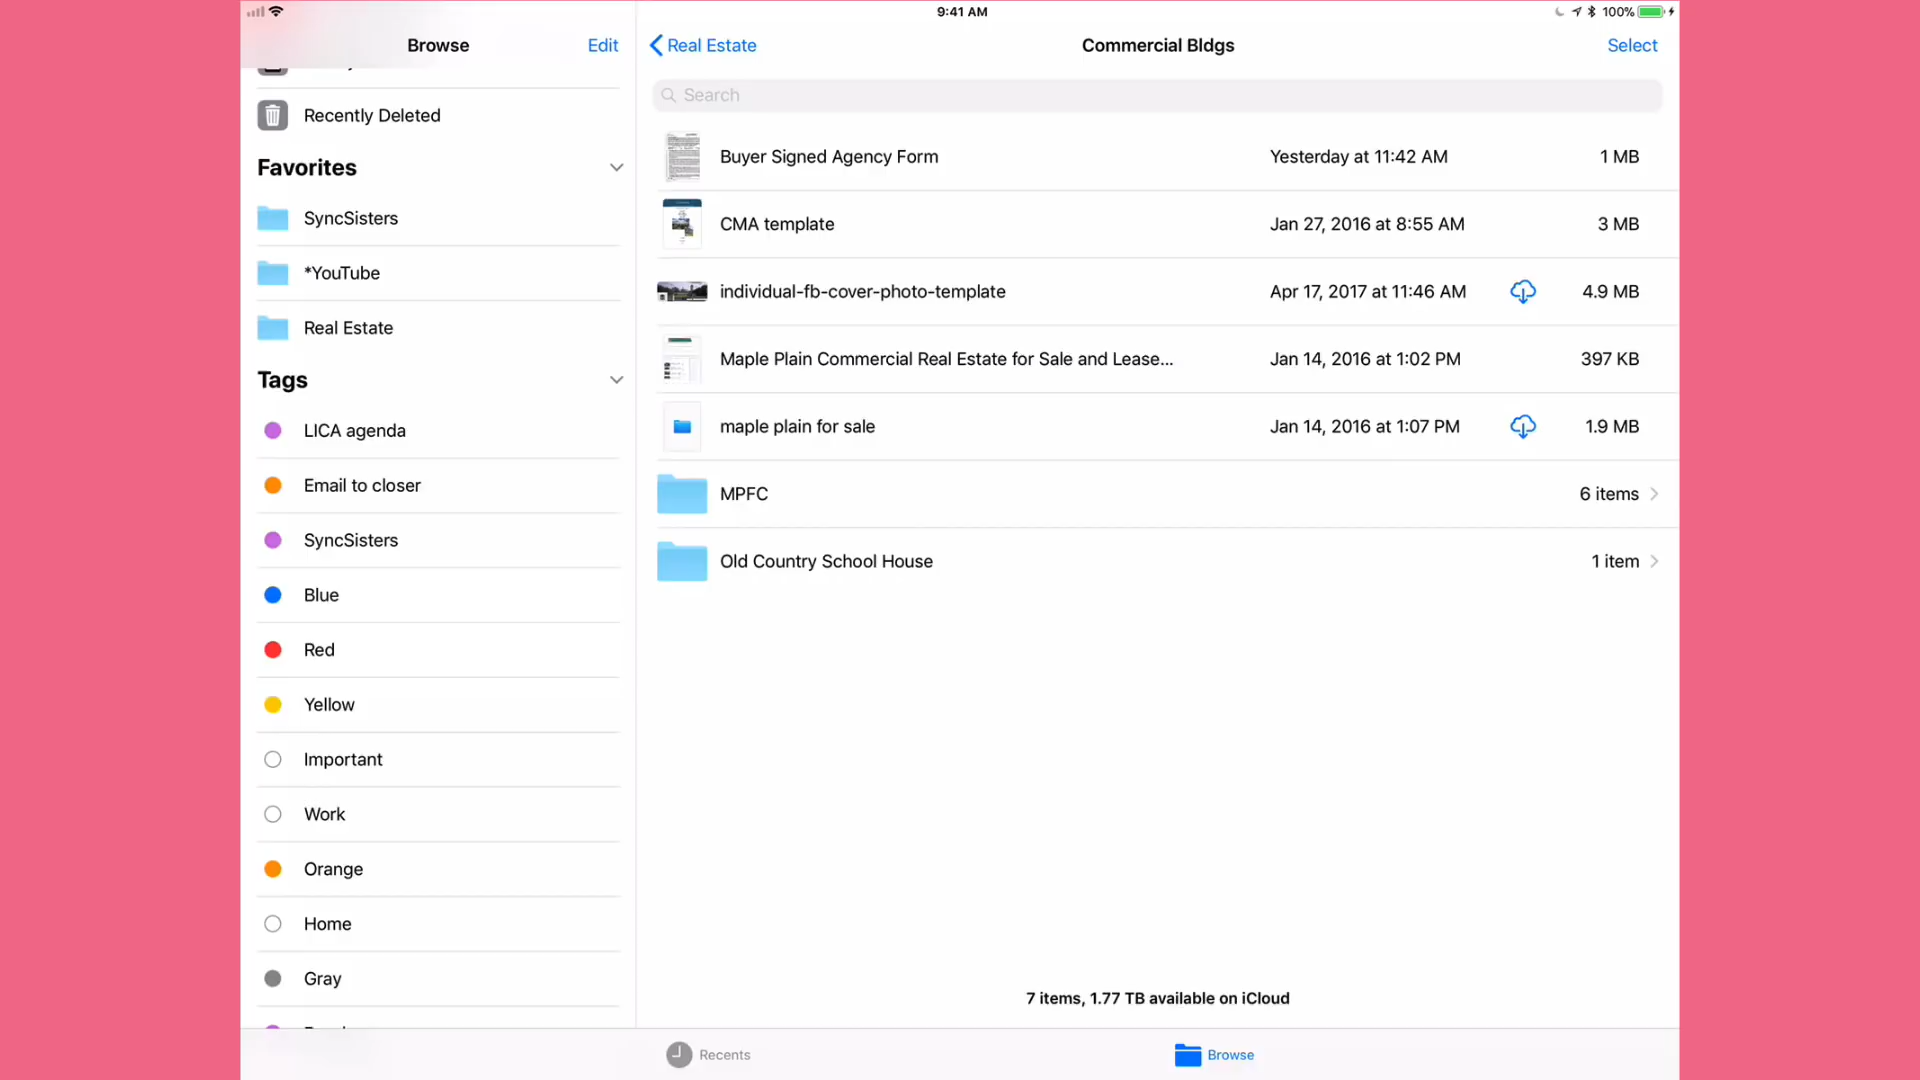 9:41 AM
100%
Browse
Edit
Real Estate
Commercial Bldgs
Select
Search
Recently Deleted
Favorites
SyncSisters
*YouTube
Real Estate
Tags
LICA agenda
Email to closer
SyncSisters
Blue
Red
Yellow
Important
Work
Orange
Home
Gray
Buyer Signed Agency Form Yesterday at 11:42 AM 1 MB
CMA template Jan 27, 2016 at 8:55 AM 3 MB
individual-fb-cover-photo-template Apr 17, 2017 at 11:46 AM 4.9 MB
Maple Plain Commercial Real Estate for Sale and Lease... Jan 14, 2016 at 1:02 PM 397 KB
maple plain for sale Jan 14, 2016 at 1:07 PM 1.9 MB
MPFC 6 items
Old Country School House 1 item
7 items, 1.77 TB available on iCloud
Recents
Browse